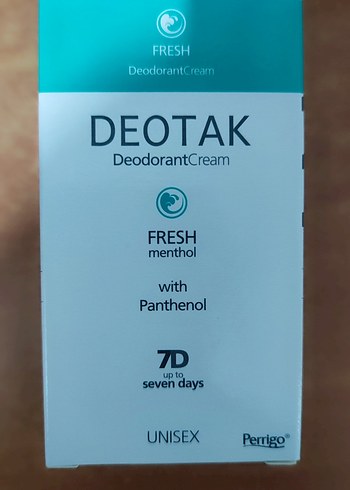 FRESH
DeodorantCream
DEOTAK
DeodorantCream
FRESH
menthol
with
Panthenol
7D
up to
seven days
UNISEX
Perrigo®